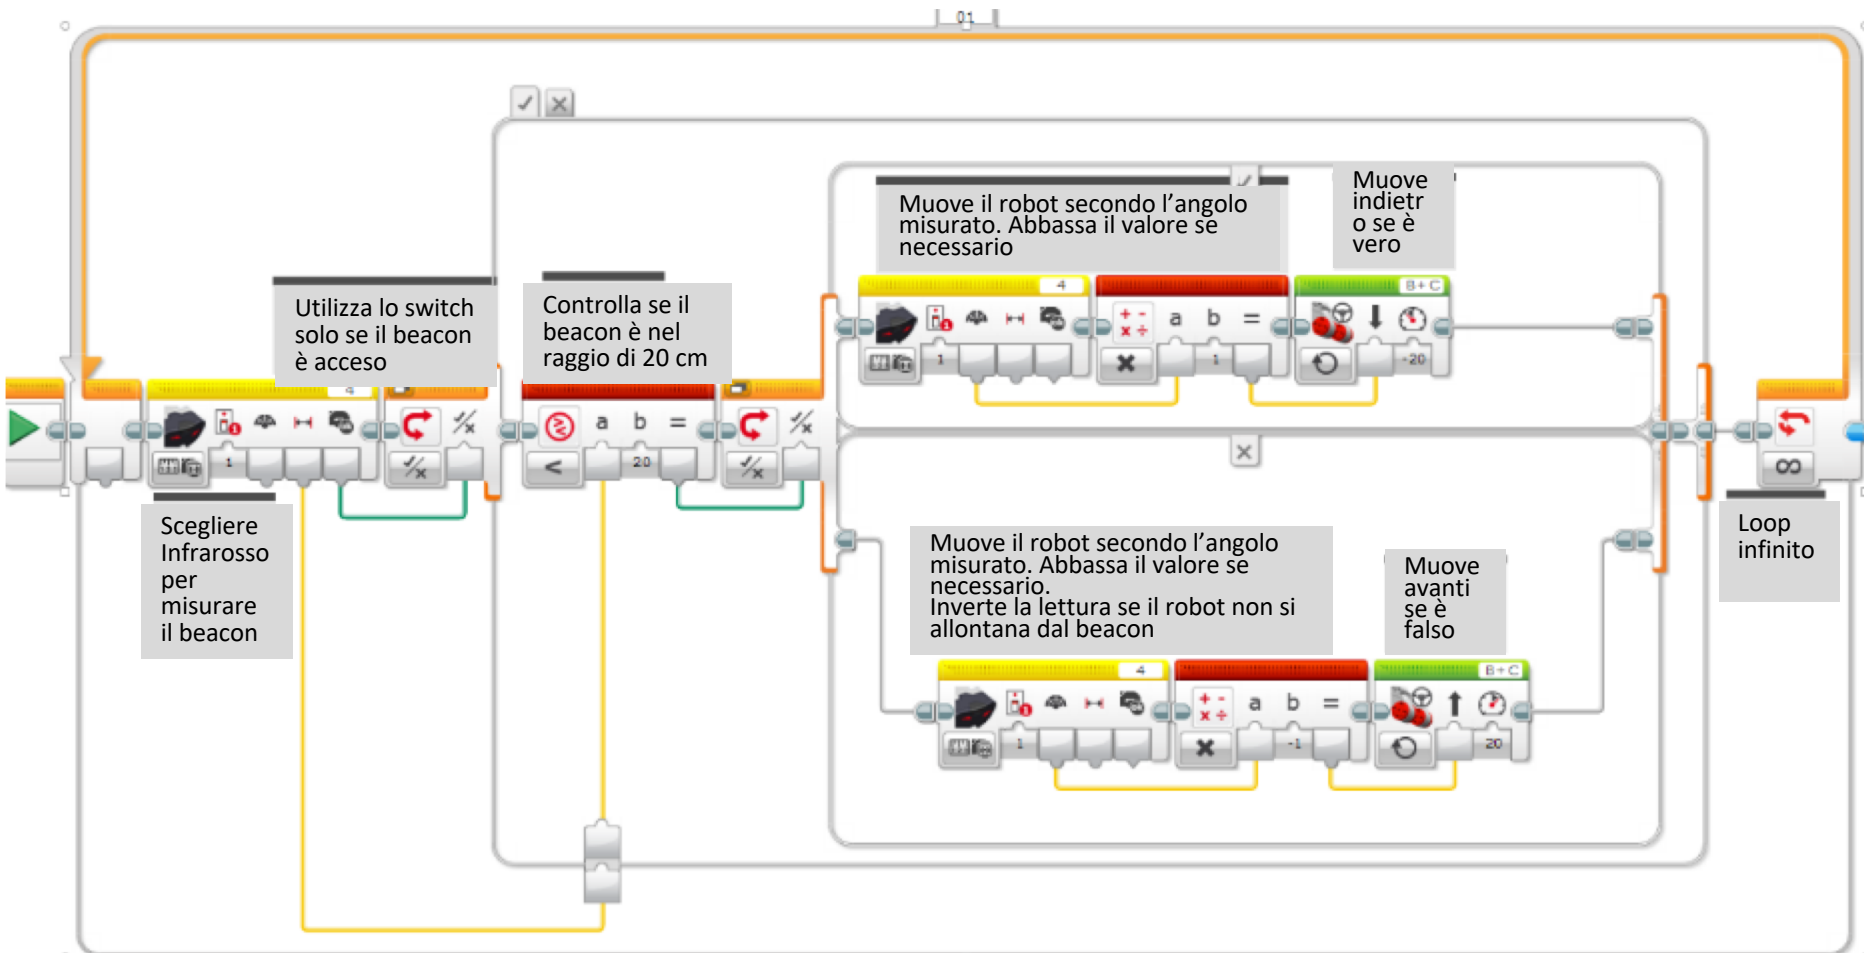 01
Muove il robot secondo l'angolo
misurato. Abbassa il valore se
necessario
Muove
indietr
o se è
vero
Utilizza lo switch
solo se il beacon
è acceso
Controlla se il
beacon è nel
raggio di 20 cm
4
B+C
a b =
1
1
-20
4
a b =
1
< 20
Scegliere
Infrarosso
per
misurare
il beacon
Muove il robot secondo l'angolo
misurato. Abbassa il valore se
necessario.
Inverte la lettura se il robot non si
allontana dal beacon
Muove
avanti
se è
falso
Loop
infinito
4
B+C
a b =
1
-1
20